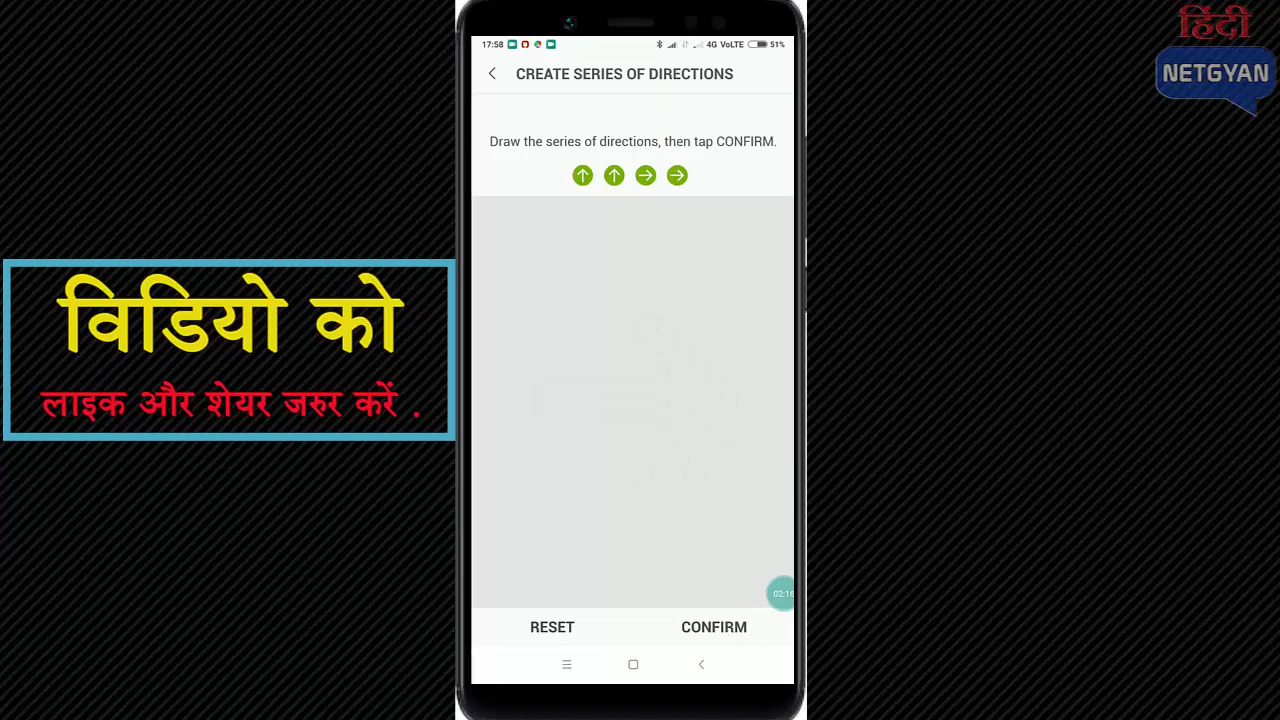 हिंदी
NETGYAN
17:58
4G VoLTE
51%
CREATE SERIES OF DIRECTIONS
Draw the series of directions, then tap CONFIRM.
विडियो को
लाइक और शेयर जरुर करें .
RESET
CONFIRM